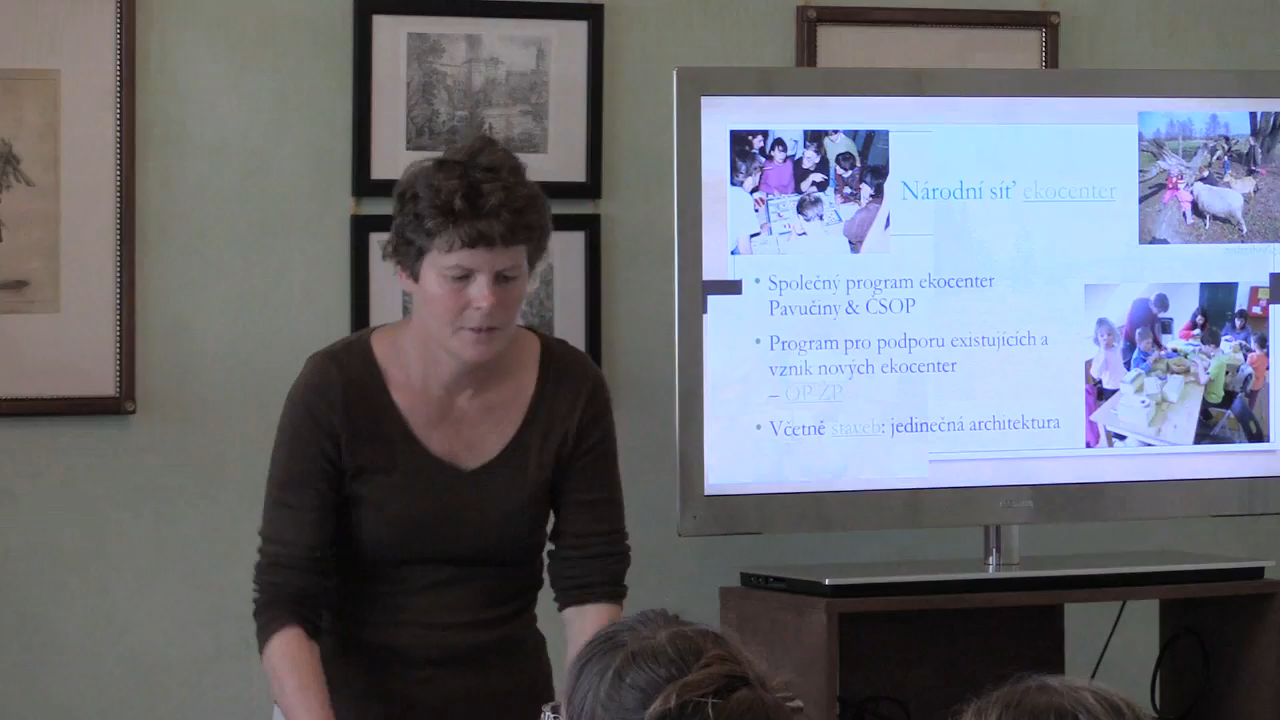 Národní síť ekocenter
• Společný program ekocenter
Pavučiny & ČSOP
• Program pro podporu existujících a
vznik nových ekocenter
– OP ŽP
• Včetně staveb: jedinečná architektura